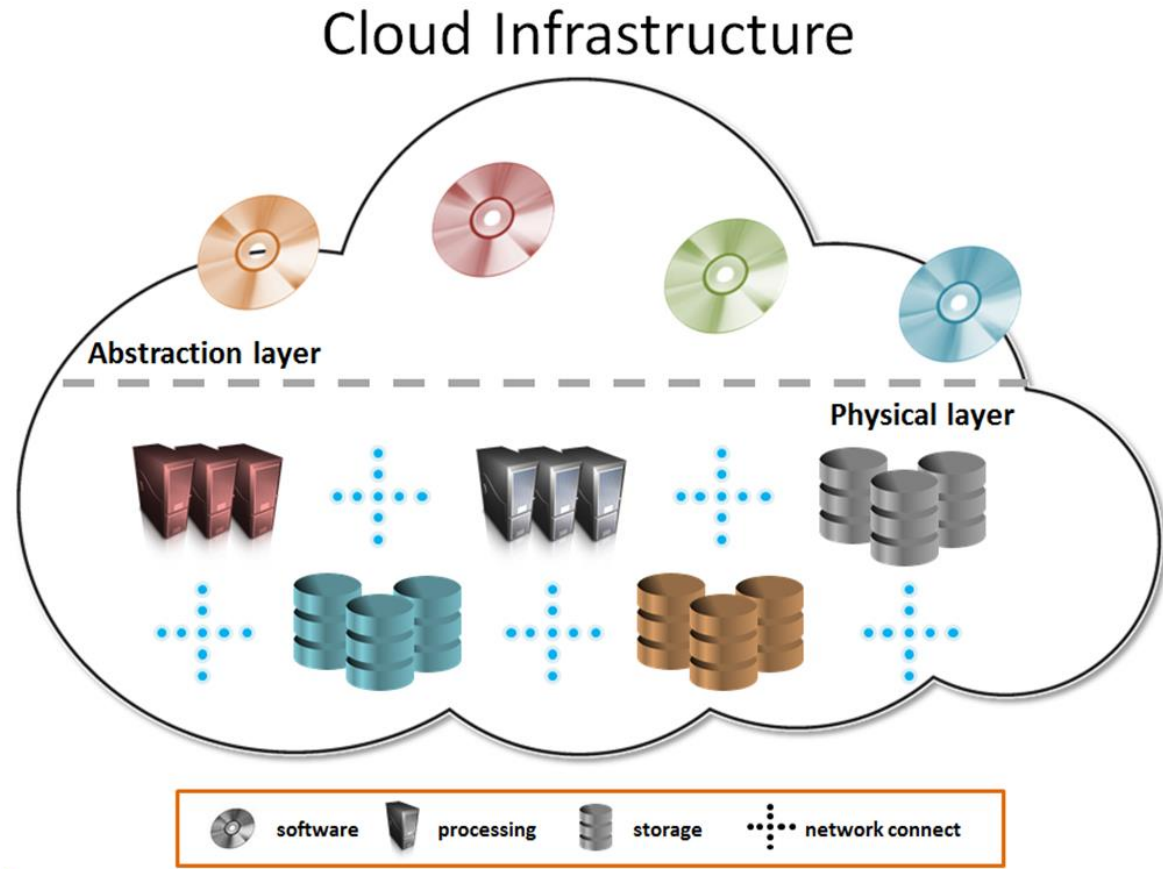 Cloud Infrastructure
Abstraction layer
Physical layer
software processing storage network connect